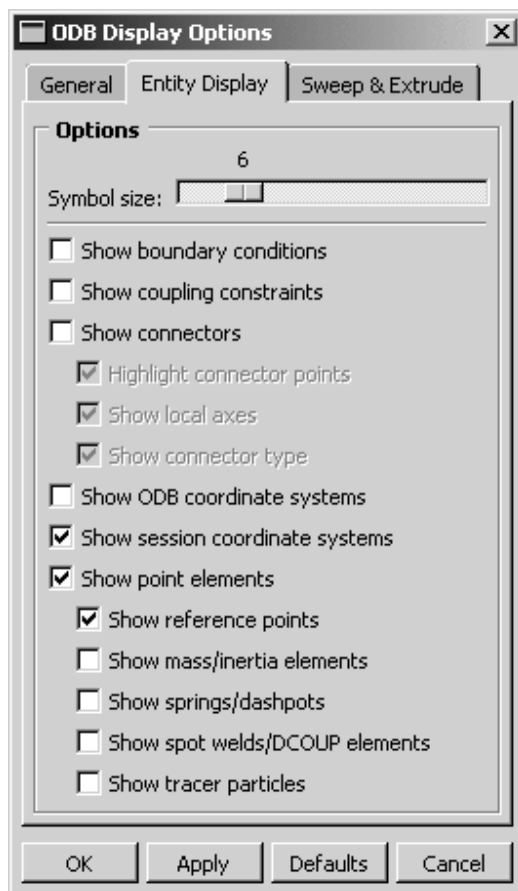 ODB Display Options
General Entity Display Sweep & Extrude
Options
6
Symbol size:
Show boundary conditions
Show coupling constraints
Show connectors
Highlight connector points
Show local axes
Show connector type
Show ODB coordinate systems
Show session coordinate systems
Show point elements
Show reference points
Show mass/inertia elements
Show springs/dashpots
Show spot welds/DCOUP elements
Show tracer particles
OK Apply Defaults Cancel